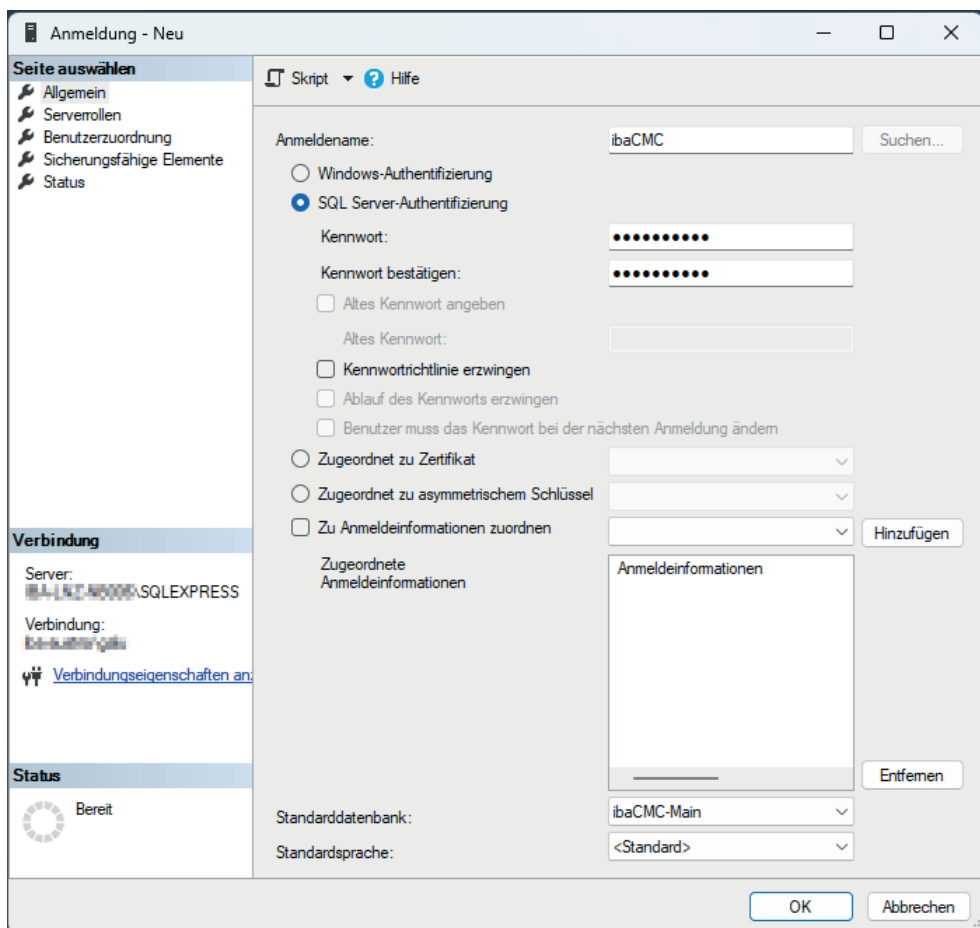 Anmeldung - Neu
Seite auswählen
Allgemein
Serverrollen
Benutzerzuordnung
Sicherungsfähige Elemente
Status
Skript
Hilfe
Anmeldename:
ibaCMC
Suchen...
Windows-Authentifizierung
SQL Server-Authentifizierung
Kennwort:
●●●●●●●●●●
Kennwort bestätigen:
●●●●●●●●●●
Altes Kennwort angeben
Altes Kennwort:
Kennwortrichtlinie erzwingen
Ablauf des Kennworts erzwingen
Benutzer muss das Kennwort bei der nächsten Anmeldung ändern
Zugeordnet zu Zertifikat
Zugeordnet zu asymmetrischem Schlüssel
Zu Anmeldeinformationen zuordnen
Hinzufügen
Zugeordnete
Anmeldeinformationen
Anmeldeinformationen
Entfernen
Standarddatenbank:
ibaCMC-Main
Standardsprache:
<Standard>
Verbindung
Server:
\SQLEXPRESS
Verbindung:
Verbindungseigenschaften an
Status
Bereit
OK
Abbrechen